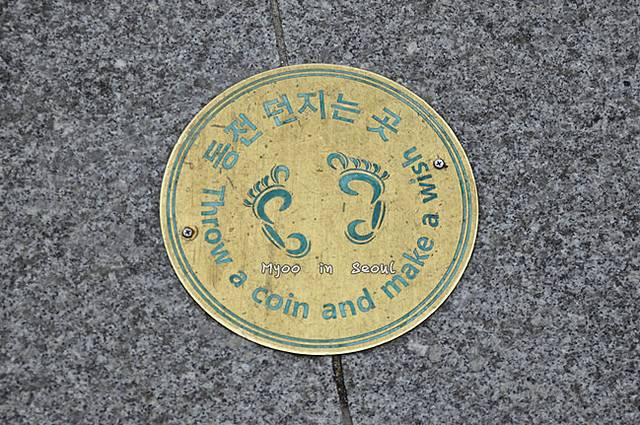 동전 던지는 곳
Throw a coin and make a wish
Myoo in Seoul